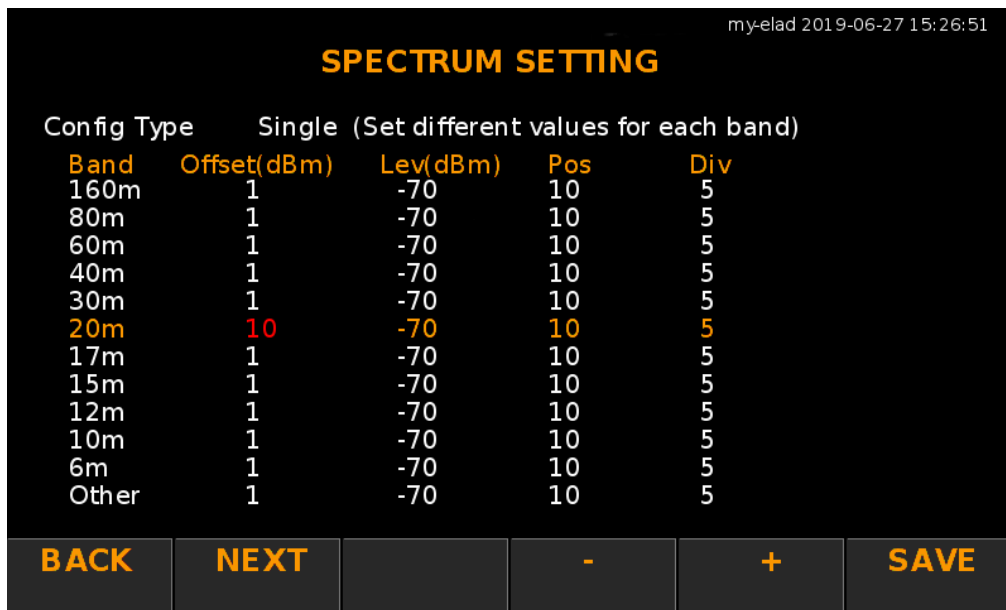 my-elad 2019-06-27 15:26:51
SPECTRUM SETTING
Config Type Single (Set different values for each band)
Band Offset(dBm) Lev(dBm) Pos Div
160m 1 -70 10 5
80m 1 -70 10 5
60m 1 -70 10 5
40m 1 -70 10 5
30m 1 -70 10 5
20m 10 -70 10 5
17m 1 -70 10 5
15m 1 -70 10 5
12m 1 -70 10 5
10m 1 -70 10 5
6m 1 -70 10 5
Other 1 -70 10 5
BACK NEXT - + SAVE